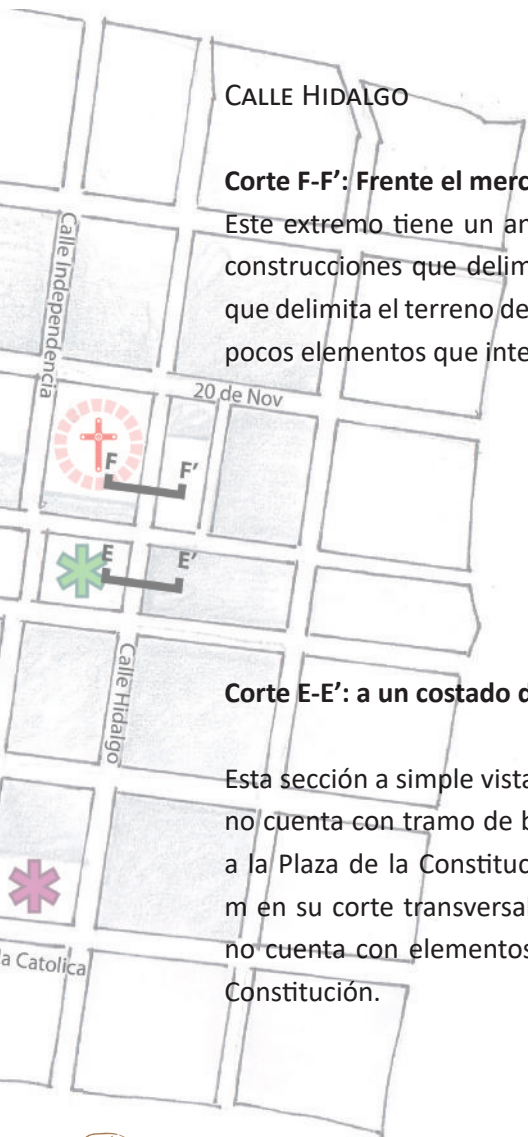 CALLE HIDALGO
Corte F-F’: Frente el merc
Este extremo tiene un an
construcciones que delim
que delimita el terreno de
pocos elementos que inte
Calle Independencia
20 de Nov
F
F’
E
E’
Calle Hidalgo
Corte E-E’: a un costado d
Esta sección a simple vista
no cuenta con tramo de b
a la Plaza de la Constituc
m en su corte transversal
no cuenta con elementos
Constitución.
la Catolica